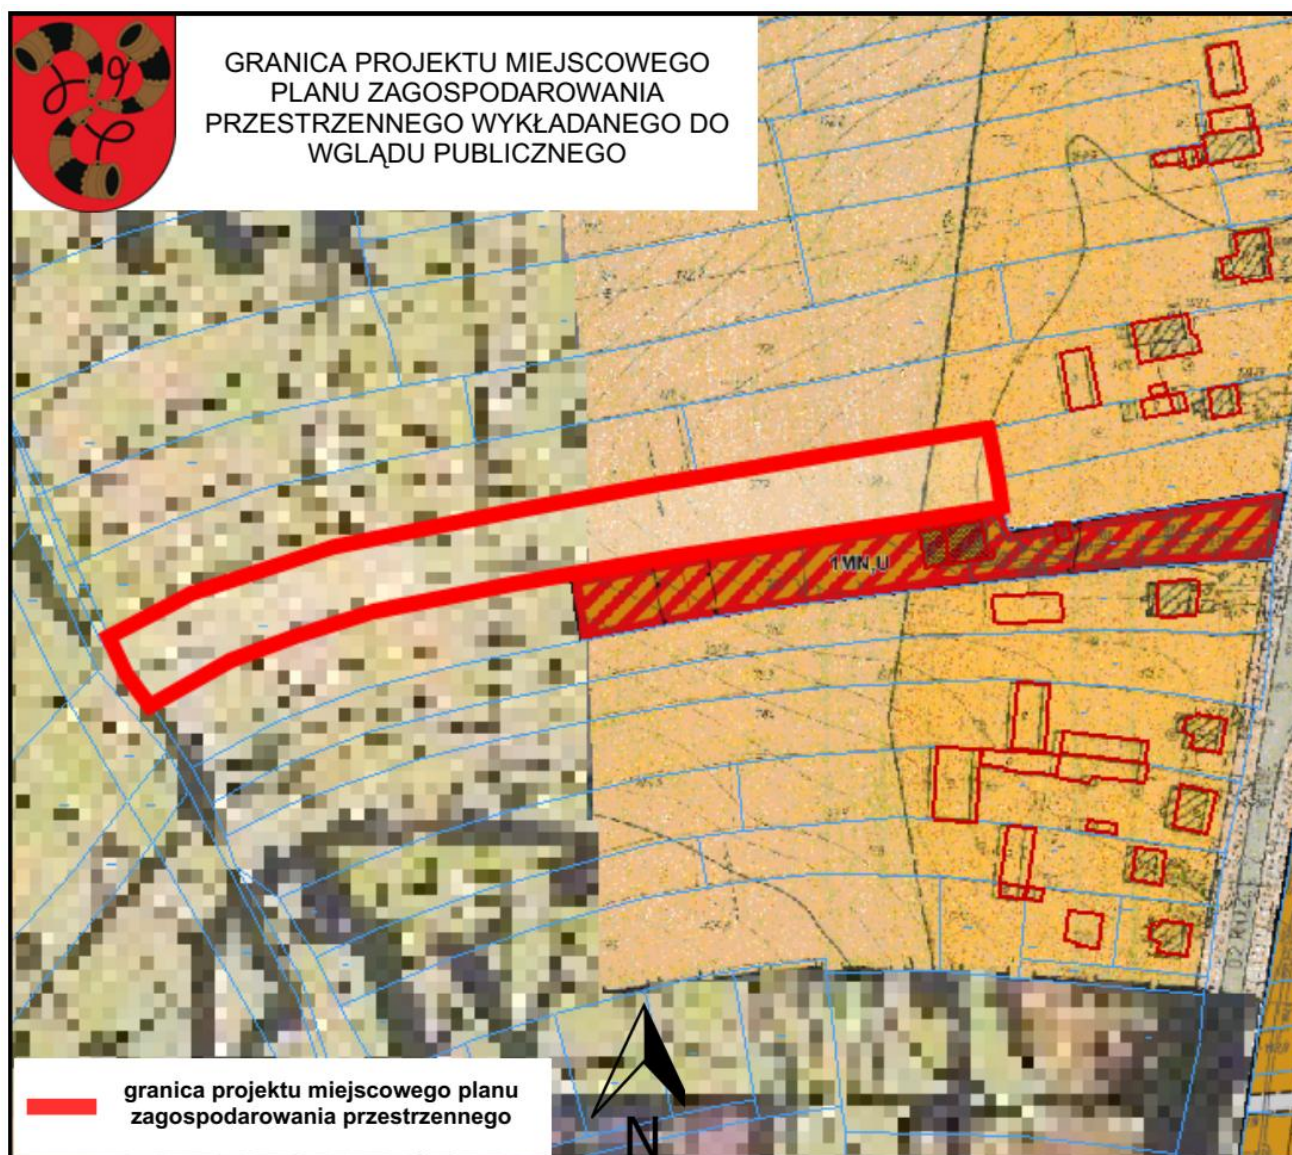 GRANICA PROJEKTU MIEJSCOWEGO
PLANU ZAGOSPODAROWANIA
PRZESTRZENNEGO WYKŁADANEGO DO
WGLĄDU PUBLICZNEGO
1MN,U
N
granica projektu miejscowego planu
zagospodarowania przestrzennego